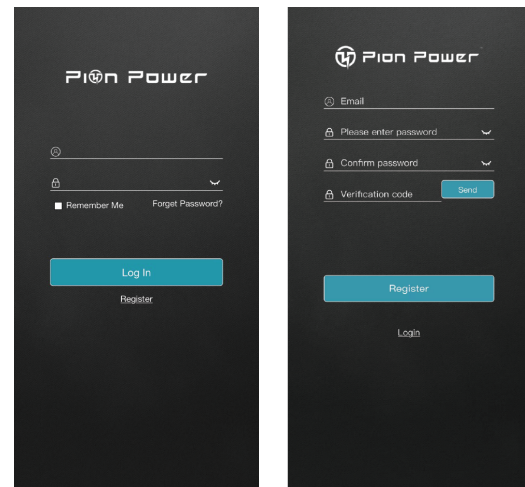 Pion Power
Remember Me
Forget Password?
Log In
Register
Pion Power
Email
Please enter password
Confirm password
Verification code
Send
Register
Login